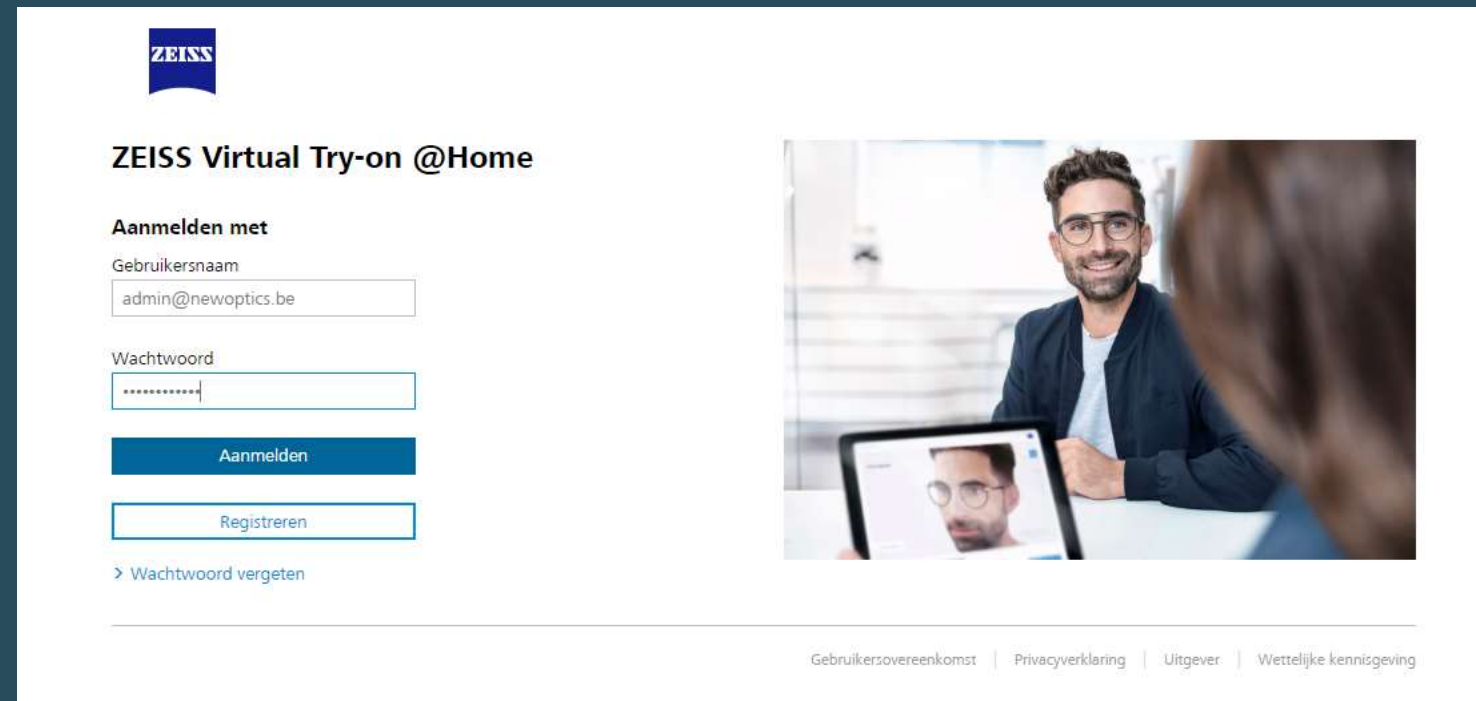 ZEISS
ZEISS Virtual Try-on @Home
Aanmelden met
Gebruikersnaam
admin@newoptics.be
Wachtwoord
••••••••••••
Aanmelden
Registreren
> Wachtwoord vergeten
Gebruikersovereenkomst | Privacyverklaring | Uitgever | Wettelijke kennisgeving